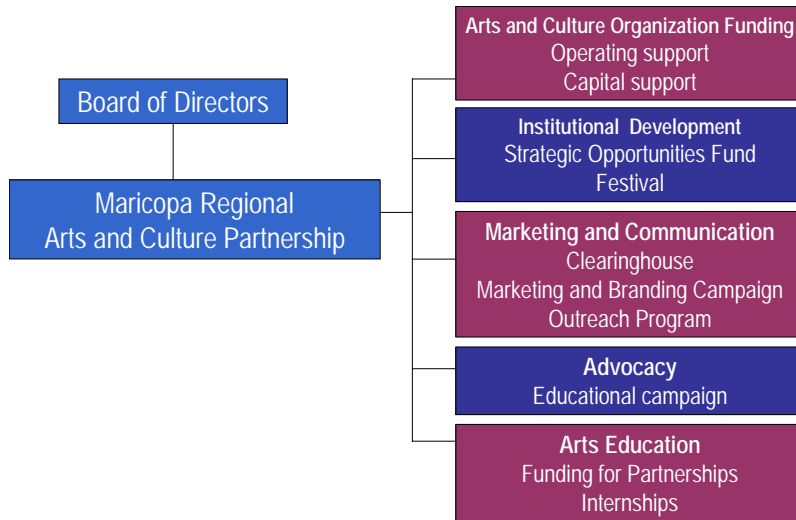 Board of Directors
Maricopa Regional
Arts and Culture Partnership
Arts and Culture Organization Funding
Operating support
Capital support
Institutional Development
Strategic Opportunities Fund
Festival
Marketing and Communication
Clearinghouse
Marketing and Branding Campaign
Outreach Program
Advocacy
Educational campaign
Arts Education
Funding for Partnerships
Internships